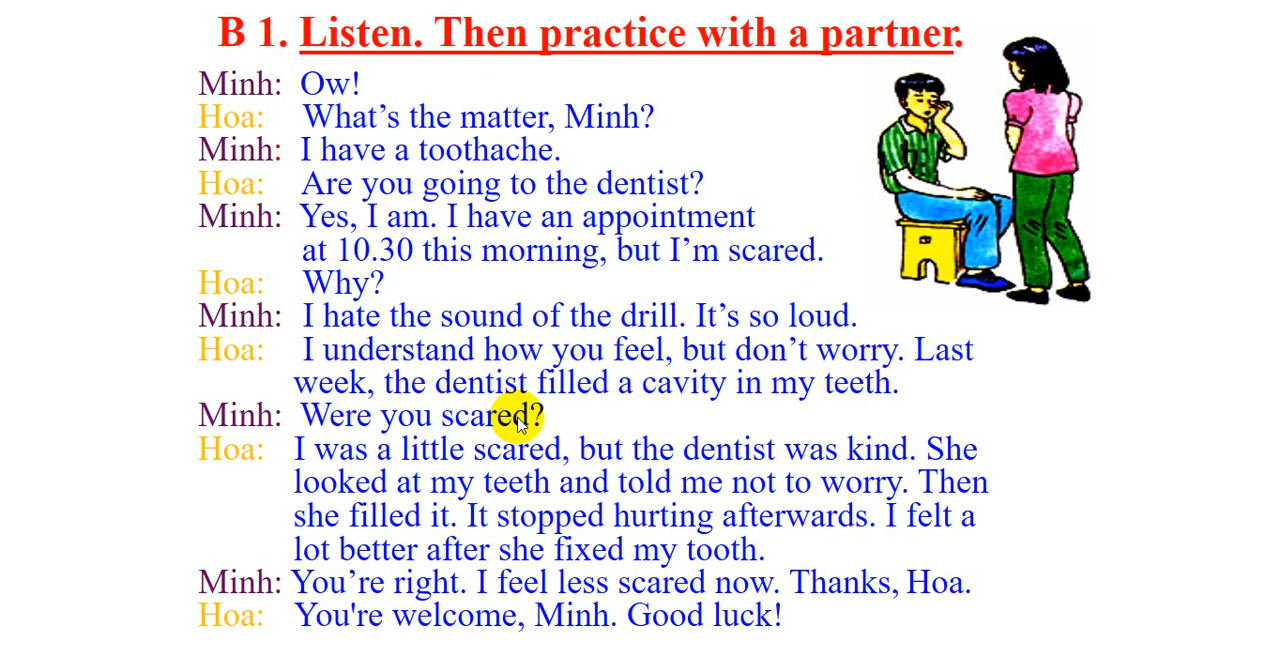 B 1. Listen. Then practice with a partner.
Minh: Ow!
Hoa: What’s the matter, Minh?
Minh: I have a toothache.
Hoa: Are you going to the dentist?
Minh: Yes, I am. I have an appointment
at 10.30 this morning, but I’m scared.
Hoa: Why?
Minh: I hate the sound of the drill. It’s so loud.
Hoa: I understand how you feel, but don’t worry. Last
week, the dentist filled a cavity in my teeth.
Minh: Were you scared?
Hoa: I was a little scared, but the dentist was kind. She
looked at my teeth and told me not to worry. Then
she filled it. It stopped hurting afterwards. I felt a
lot better after she fixed my tooth.
Minh: You’re right. I feel less scared now. Thanks, Hoa.
Hoa: You're welcome, Minh. Good luck!